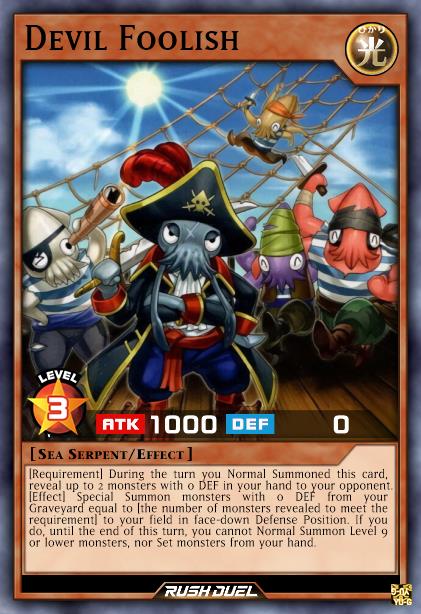 Devil Foolish
ひかり
光
LEVEL
3
ATK 1000 DEF 0
[Sea Serpent/Effect]
[Requirement] During the turn you Normal Summoned this card,
reveal up to 2 monsters with 0 DEF in your hand to your opponent.
[Effect] Special Summon monsters with 0 DEF from your
Graveyard equal to [the number of monsters revealed to meet the
requirement] to your field in face-down Defense Position. If you
do, until the end of this turn, you cannot Normal Summon Level 9
or lower monsters, nor Set monsters from your hand.
RUSH DUEL